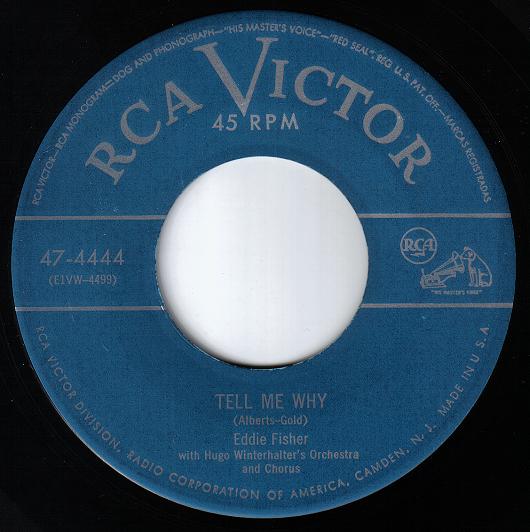 RCA VICTOR—RCA MONOGRAM—DOG AND PHONOGRAPH—"HIS MASTER'S VOICE"—"RED SEAL" REG U.S. PAT. OFF.—MARCAS REGISTRADAS
RCA VICTOR
45 RPM
47-4444
(E1VW-4499)
RCA
"HIS MASTER'S VOICE"
TELL ME WHY
(Alberts-Gold)
Eddie Fisher
with Hugo Winterhalter's Orchestra
and Chorus
RCA VICTOR DIVISION, RADIO CORPORATION OF AMERICA, CAMDEN, N. J. MADE IN U.S.A.